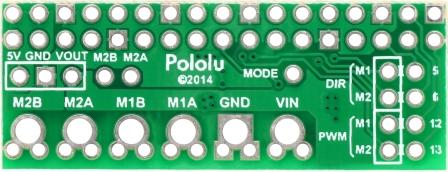 5V GND VOUT M2B M2A
Pololu
©2014
MODE
DIR
M1 5
M2 6
PWM
M1 12
M2 13
M2B M2A M1B M1A GND VIN